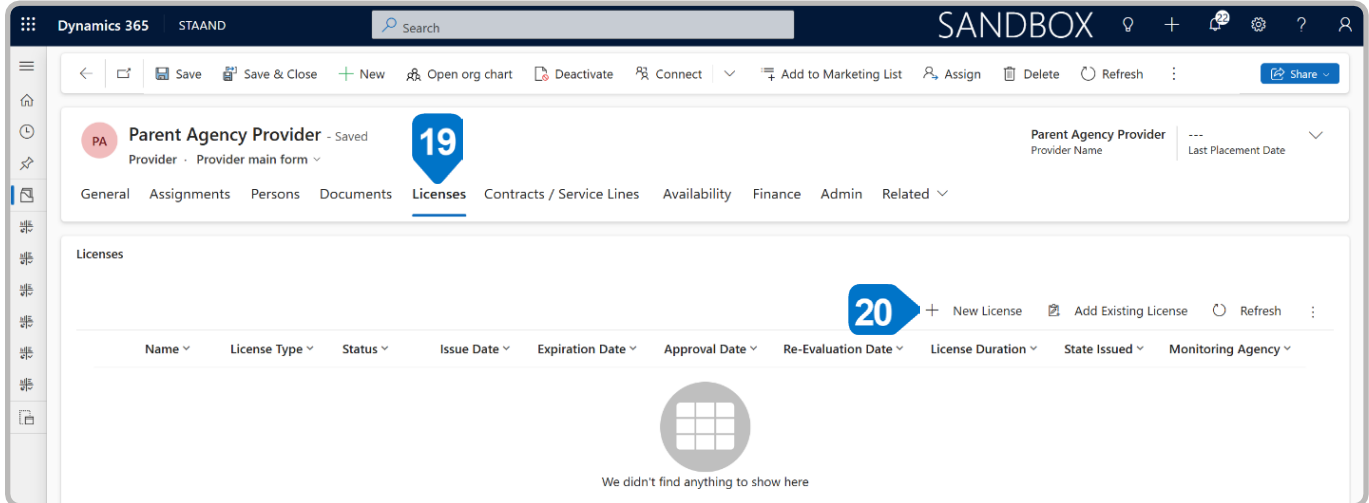 Dynamics 365 STAAND Search SANDBOX 22
Save Save & Close New Open org chart Deactivate Connect Add to Marketing List Assign Delete Refresh Share
PA Parent Agency Provider - Saved
Provider · Provider main form
19
Parent Agency Provider
Provider Name
---
Last Placement Date
General Assignments Persons Documents Licenses Contracts / Service Lines Availability Finance Admin Related
Licenses
20 New License Add Existing License Refresh
Name License Type Status Issue Date Expiration Date Approval Date Re-Evaluation Date License Duration State Issued Monitoring Agency
We didn't find anything to show here